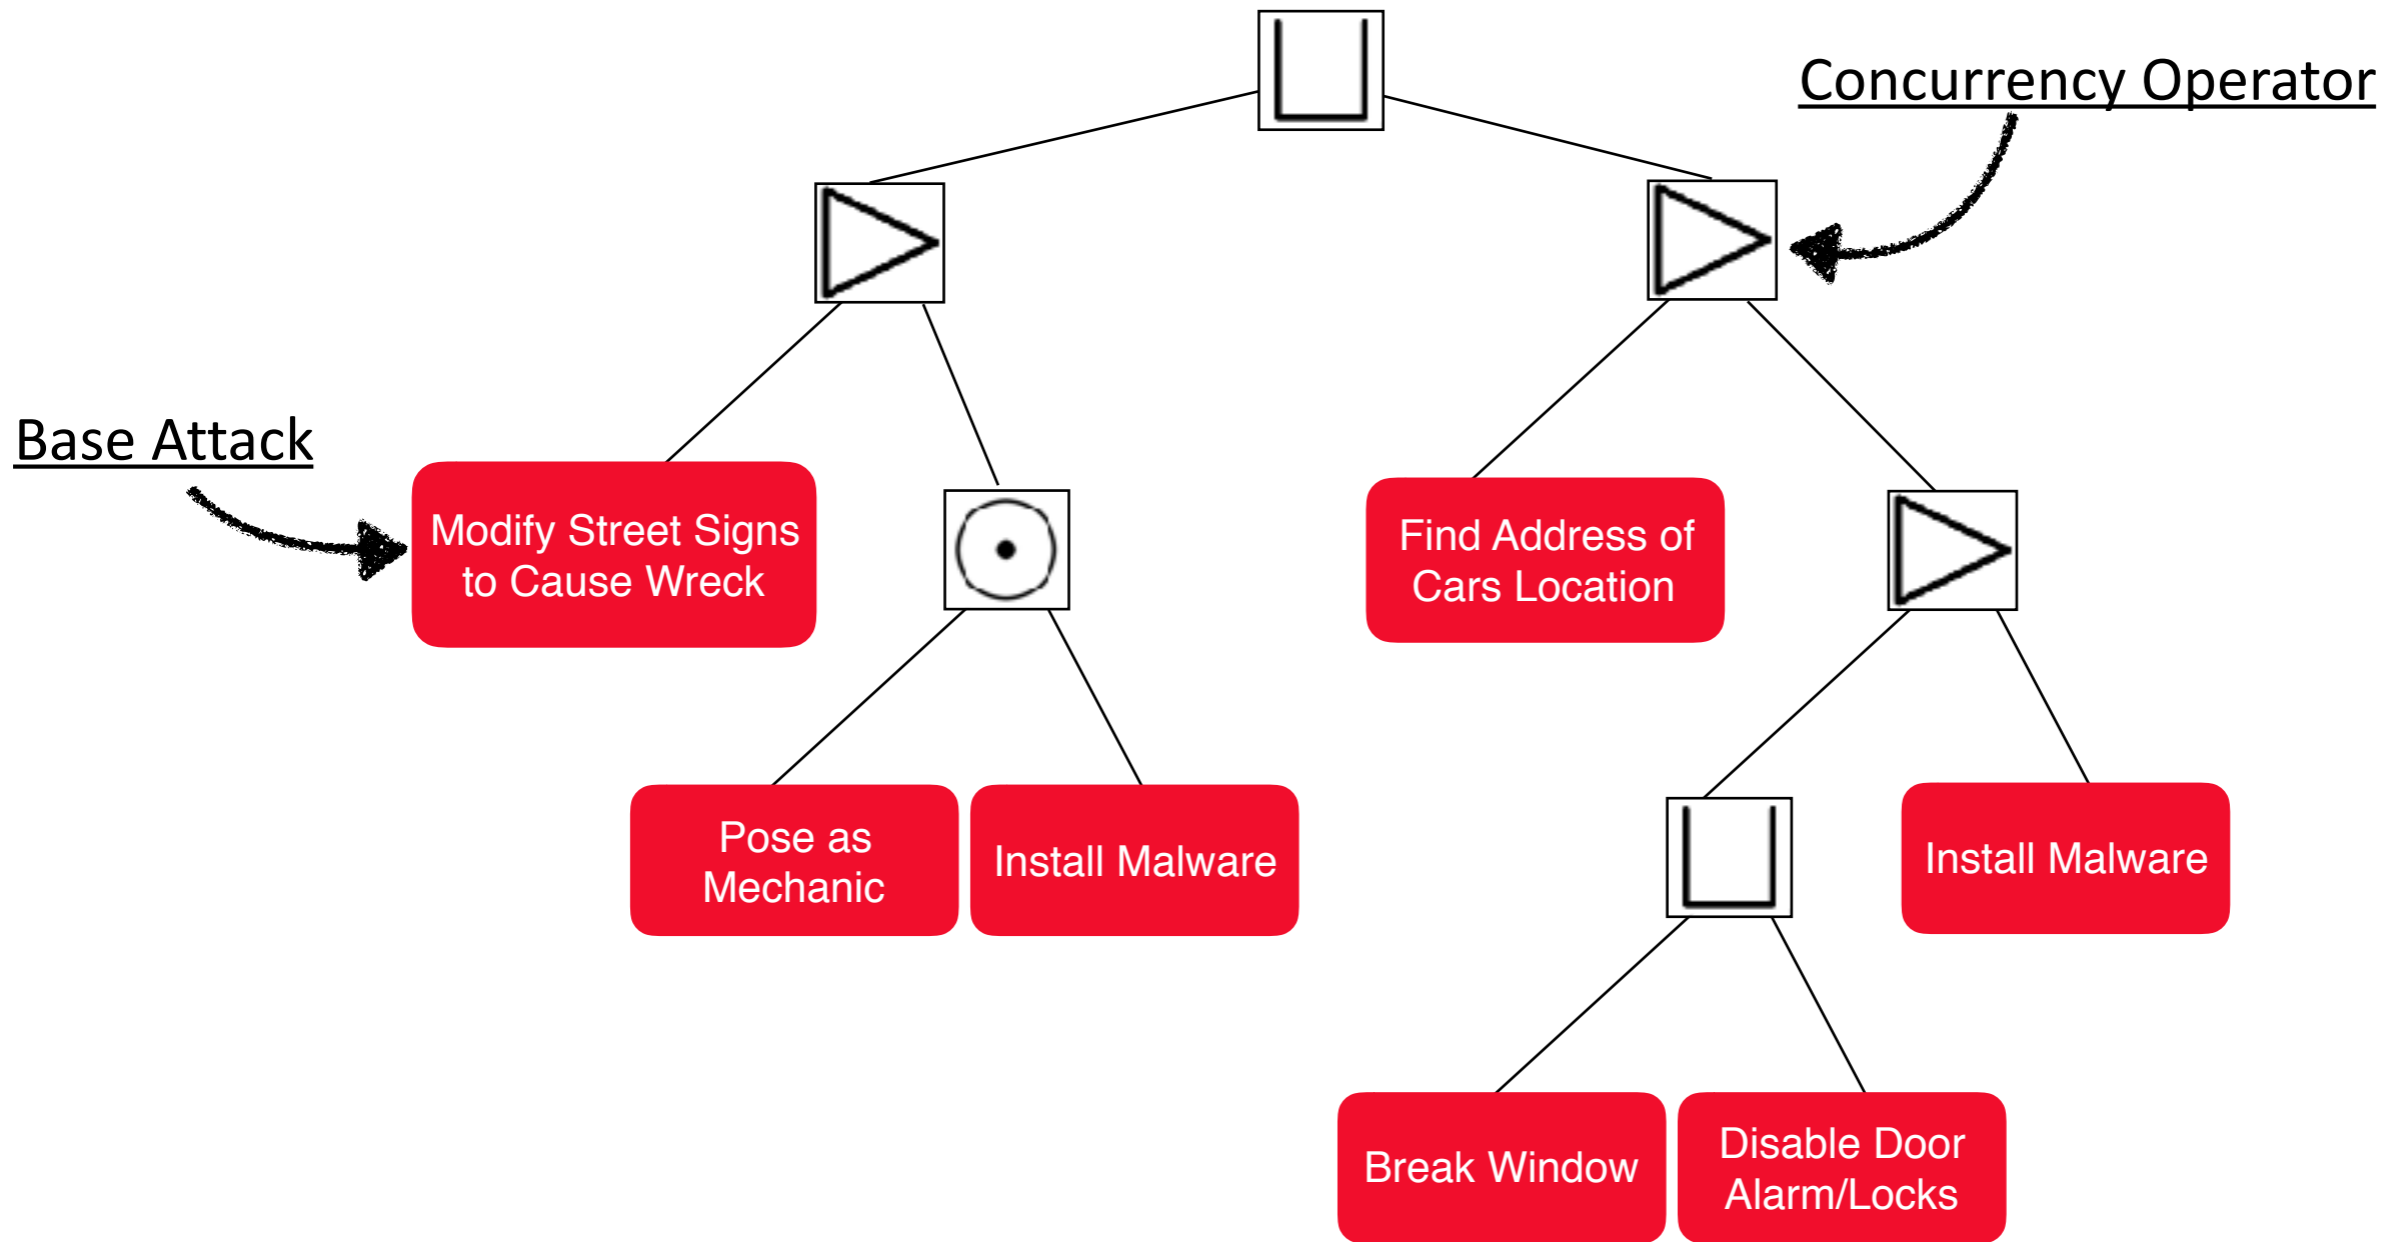 Concurrency Operator
Base Attack
Modify Street Signs
to Cause Wreck
Find Address of
Cars Location
Pose as
Mechanic
Install Malware
Install Malware
Break Window
Disable Door
Alarm/Locks